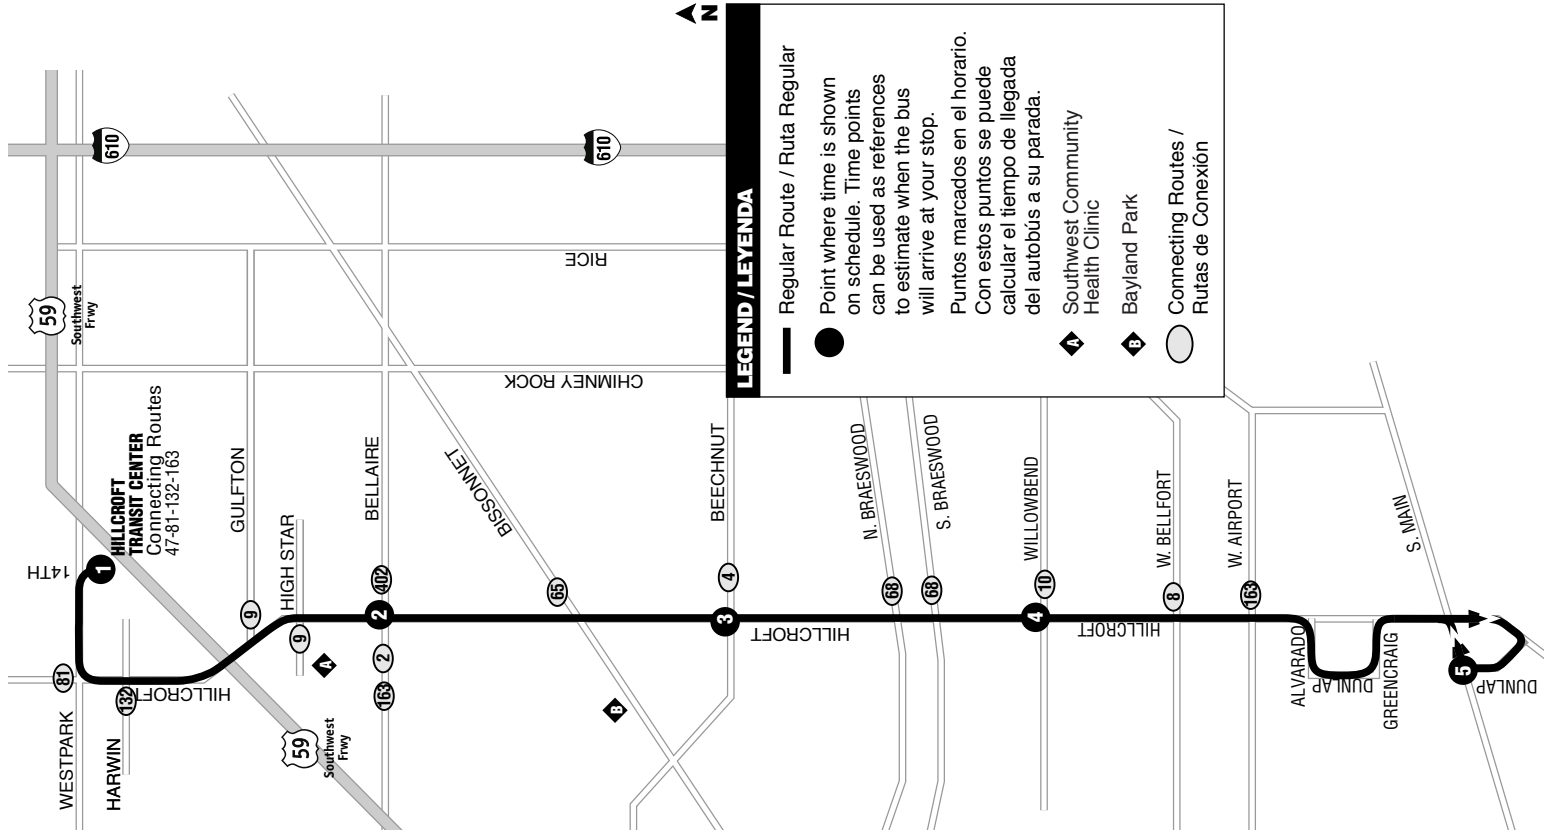 N
59
Southwest
Frwy
610
610
14TH
1
HILLCROFT
TRANSIT CENTER
Connecting Routes
47-81-132-163
WESTPARK
81
HARWIN
132
HILLCROFT
59
Southwest
Frwy
GULFTON
9
HIGH STAR
9
A
BELLAIRE
402
2
2
163
BISSONNET
65
B
RICE
CHIMNEY ROCK
BEECHNUT
4
3
HILLCROFT
N. BRAESWOOD
68
S. BRAESWOOD
68
WILLOWBEND
10
4
HILLCROFT
W. BELLFORT
8
W. AIRPORT
163
ALVARADO
DUNLAP
GREENCRAIG
S. MAIN
5
DUNLAP
LEGEND / LEYENDA
Regular Route / Ruta Regular
Point where time is shown
on schedule. Time points
can be used as references
to estimate when the bus
will arrive at your stop.
Puntos marcados en el horario.
Con estos puntos se puede
calcular el tiempo de llegada
del autobús a su parada.
A Southwest Community
Health Clinic
B Bayland Park
Connecting Routes /
Rutas de Conexión